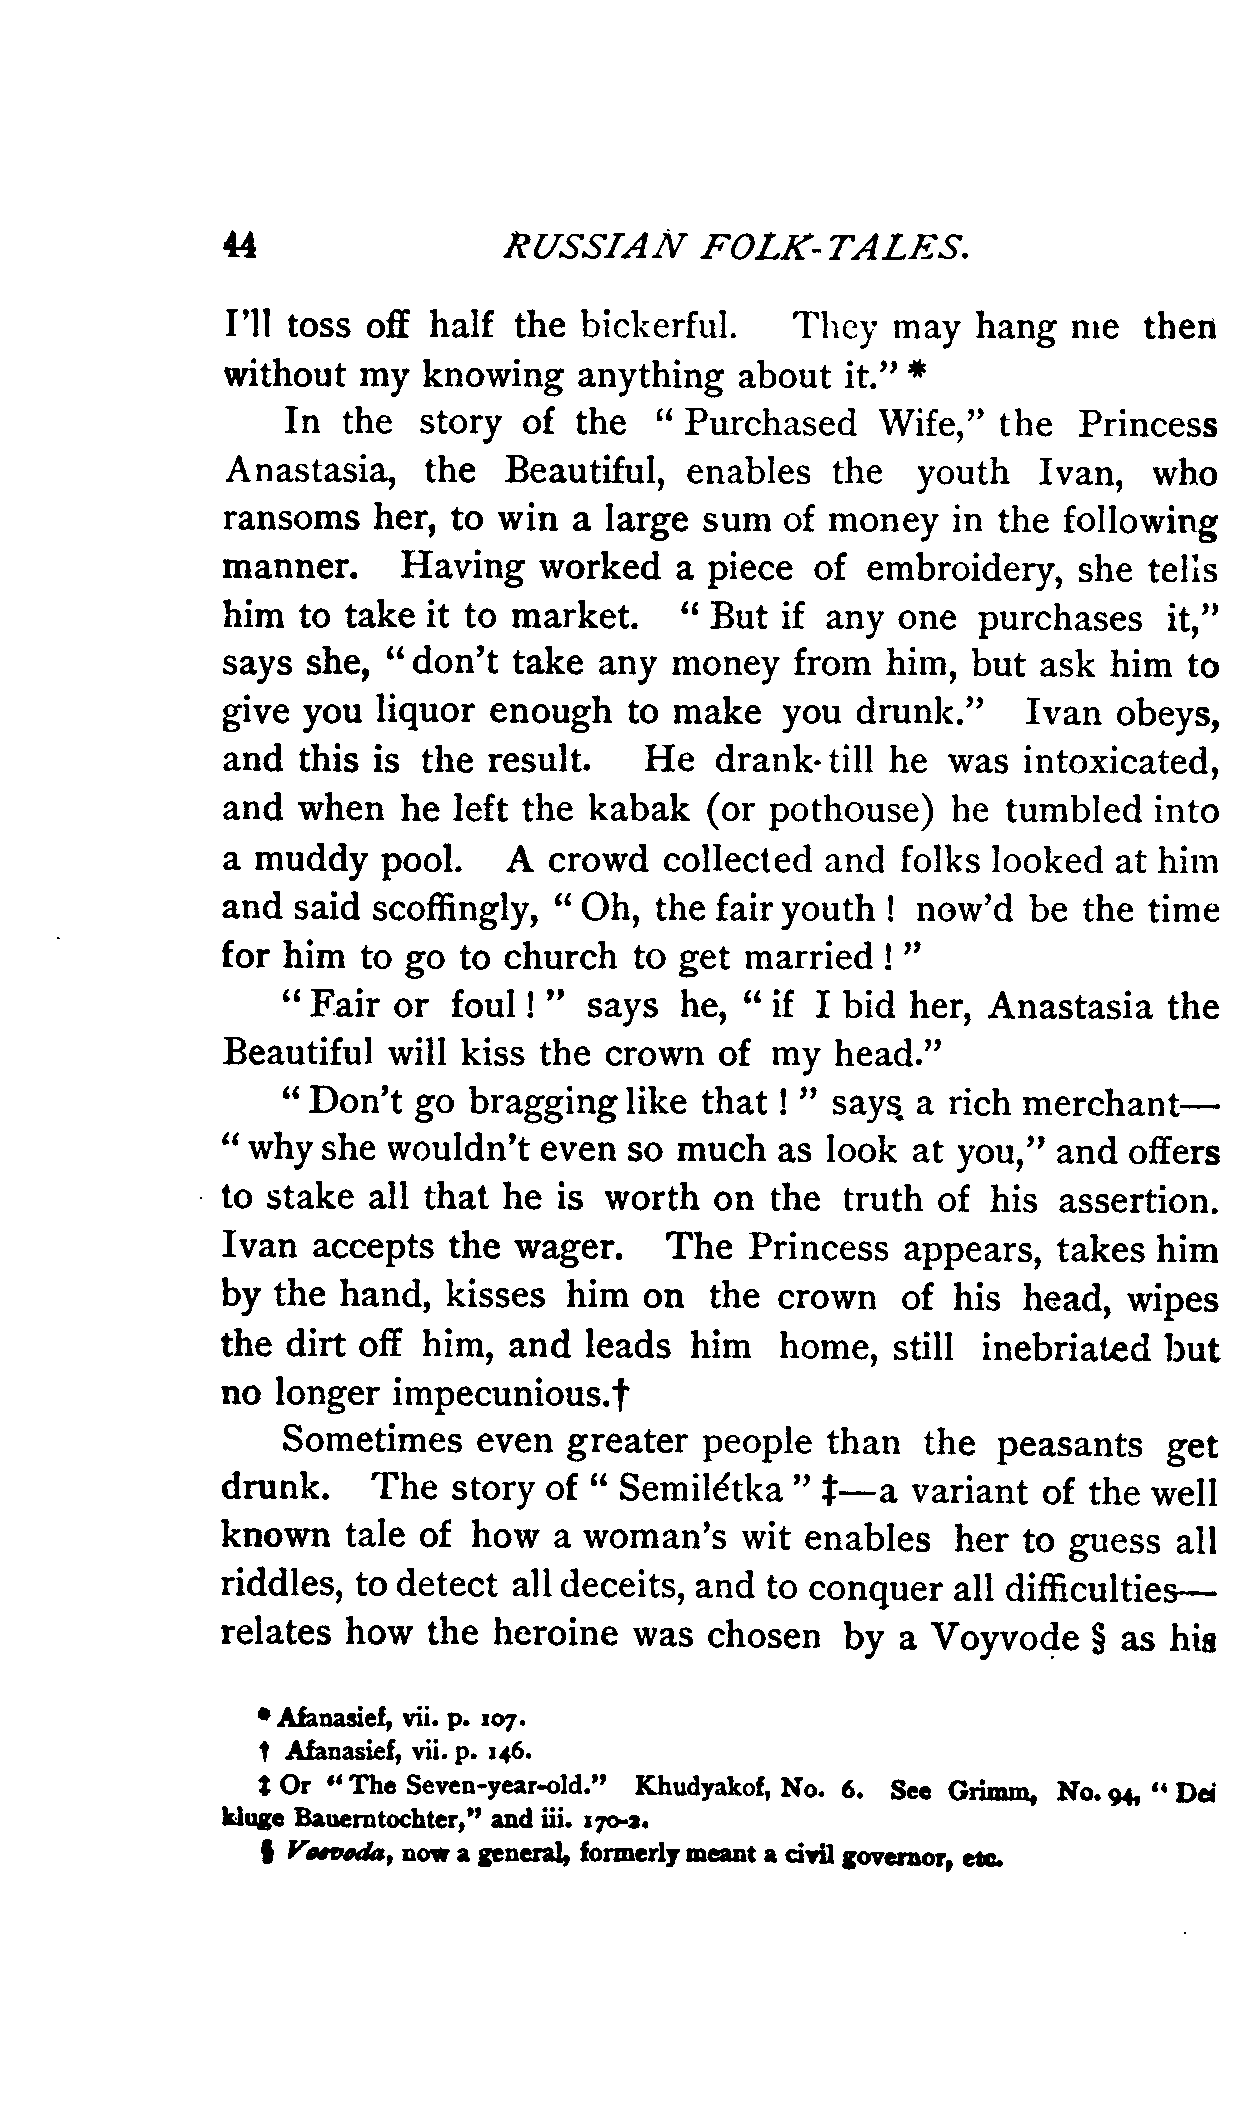 44 RUSSIAN FOLK-TALES.
I'll toss off half the bickerful. They may hang me then
without my knowing anything about it." *
In the story of the " Purchased Wife," the Princess
Anastasia, the Beautiful, enables the youth Ivan, who
ransoms her, to win a large sum of money in the following
manner. Having worked a piece of embroidery, she tells
him to take it to market. " But if any one purchases it,"
says she, " don't take any money from him, but ask him to
give you liquor enough to make you drunk." Ivan obeys,
and this is the result. He drank till he was intoxicated,
and when he left the kabak (or pothouse) he tumbled into
a muddy pool. A crowd collected and folks looked at him
and said scoffingly, " Oh, the fair youth ! now'd be the time
for him to go to church to get married ! "
" Fair or foul ! " says he, " if I bid her, Anastasia the
Beautiful will kiss the crown of my head."
" Don't go bragging like that ! " says a rich merchant—
" why she wouldn't even so much as look at you," and offers
to stake all that he is worth on the truth of his assertion.
Ivan accepts the wager. The Princess appears, takes him
by the hand, kisses him on the crown of his head, wipes
the dirt off him, and leads him home, still inebriated but
no longer impecunious.†
Sometimes even greater people than the peasants get
drunk. The story of " Semilétka " ‡—a variant of the well
known tale of how a woman's wit enables her to guess all
riddles, to detect all deceits, and to conquer all difficulties—
relates how the heroine was chosen by a Voyvode § as his
* Afanasief, vii. p. 107.
† Afanasief, vii. p. 146.
‡ Or "The Seven-year-old." Khudyakof, No. 6. See Grimm, No. 94, " Dei
kluge Bauerntochter," and iii. 170-2.
§ Voevoda, now a general, formerly meant a civil governor, etc.